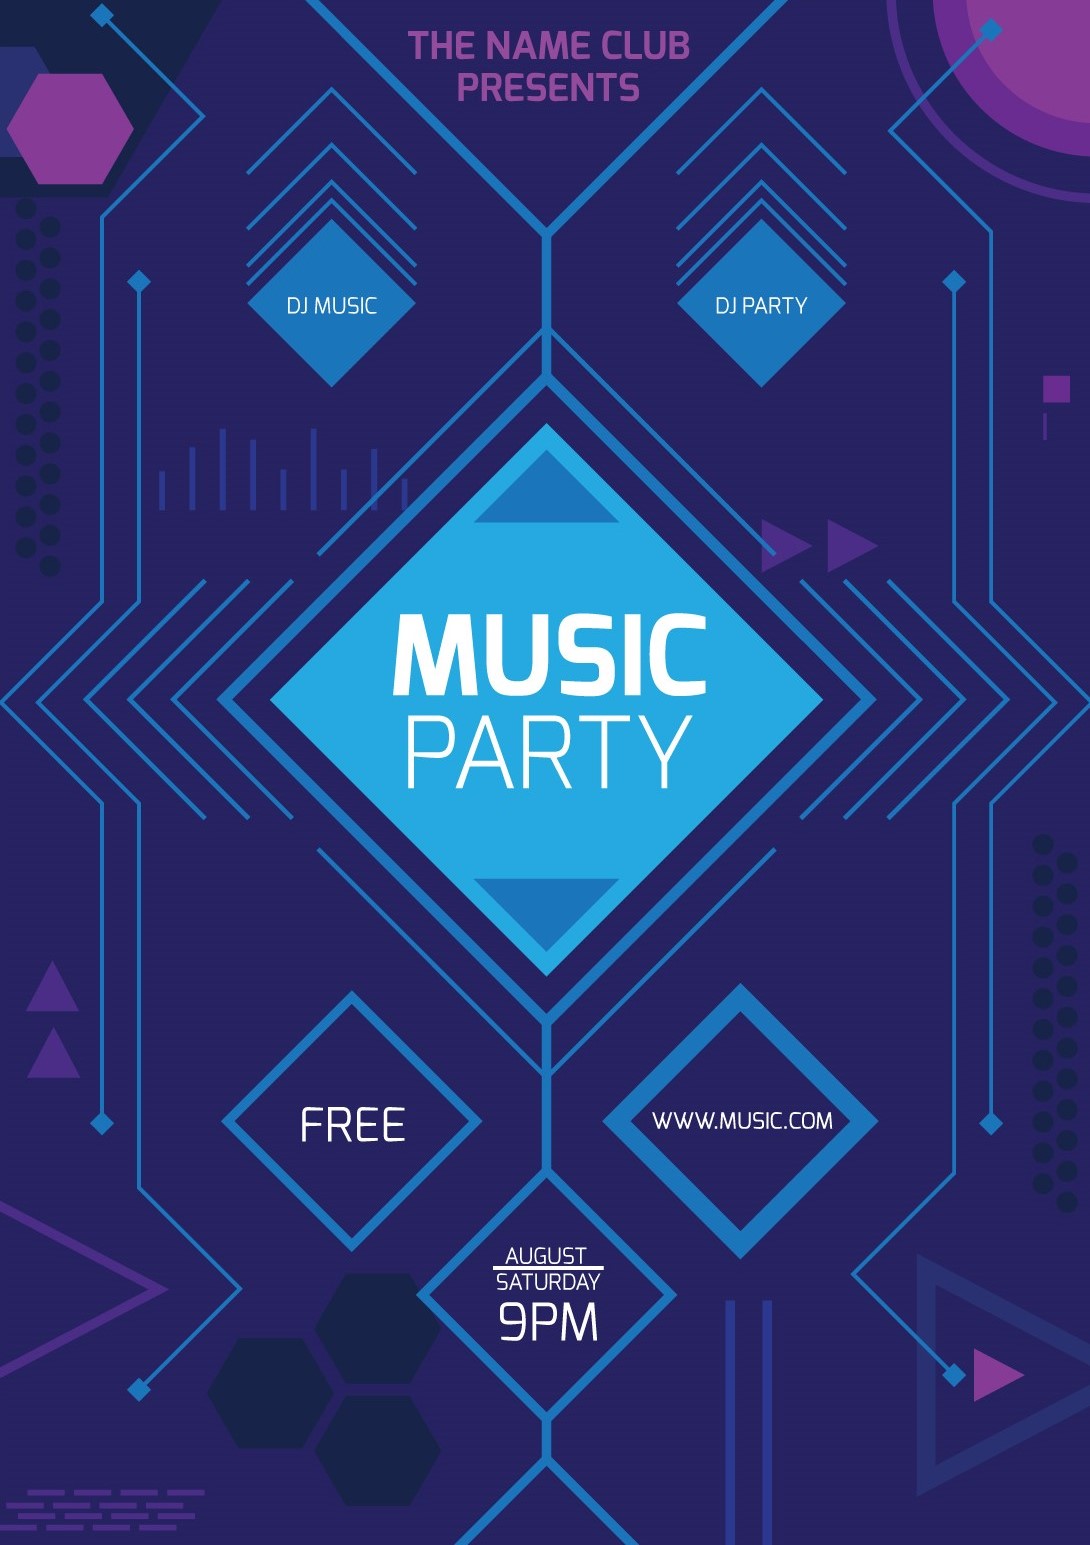 THE NAME CLUB
PRESENTS
DJ MUSIC
DJ PARTY
MUSIC
PARTY
FREE
WWW.MUSIC.COM
AUGUST
SATURDAY
9PM